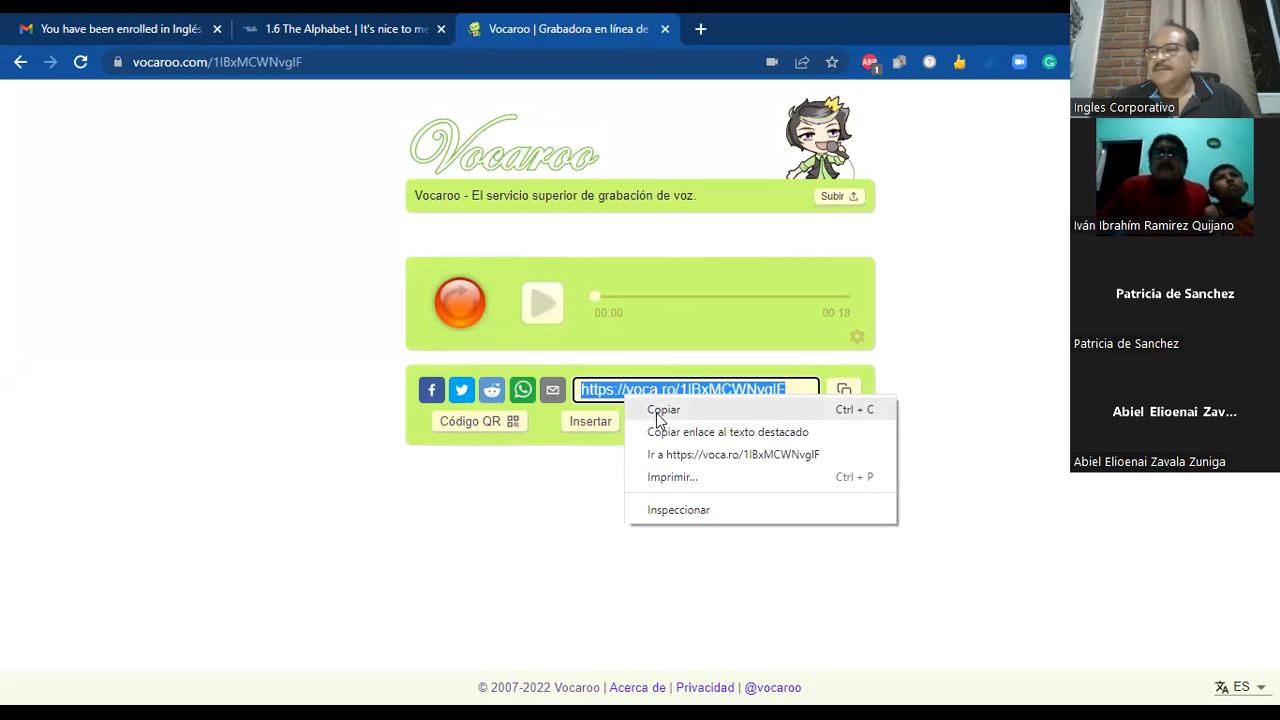 You have been enrolled in Inglés
1.6 The Alphabet. | It's nice to me
Vocaroo | Grabadora en línea de
vocaroo.com/1lBxMCWNvglF
ABP
1
Vocaroo
Vocaroo - El servicio superior de grabación de voz.
Subir
00:00
00:18
https://voca.ro/1lBxMCWNvglF
Código QR
Insertar
Copiar
Ctrl + C
Copiar enlace al texto destacado
Ir a https://voca.ro/1lBxMCWNvglF
Imprimir...
Ctrl + P
Inspeccionar
© 2007-2022 Vocaroo | Acerca de | Privacidad | @vocaroo
ES
Ingles Corporativo
Iván Ibrahím Ramirez Quijano
Patricia de Sanchez
Patricia de Sanchez
Abiel Elioenai Zav...
Abiel Elioenai Zavala Zuniga